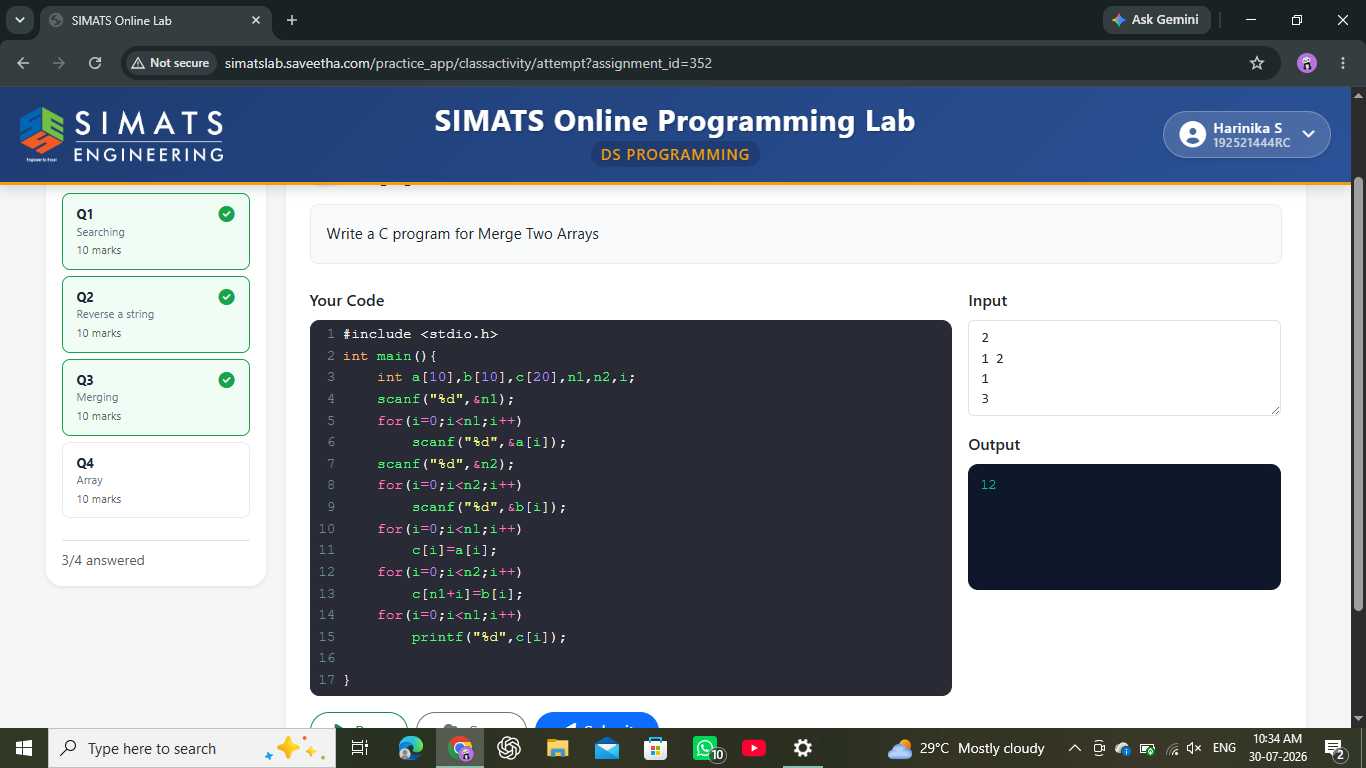 SIMATS Online Lab
Ask Gemini
Not secure
simatslab.saveetha.com/practice_app/classactivity/attempt?assignment_id=352
SIMATS
ENGINEERING
Engineer to Excel
SIMATS Online Programming Lab
DS PROGRAMMING
Harinika S
192521444RC
Q1
Searching
10 marks
Q2
Reverse a string
10 marks
Q3
Merging
10 marks
Q4
Array
10 marks
3/4 answered
Write a C program for Merge Two Arrays
Your Code
1 #include <stdio.h>
2 int main(){
3     int a[10],b[10],c[20],n1,n2,i;
4     scanf("%d",&n1);
5     for(i=0;i<n1;i++)
6         scanf("%d",&a[i]);
7     scanf("%d",&n2);
8     for(i=0;i<n2;i++)
9         scanf("%d",&b[i]);
10     for(i=0;i<n1;i++)
11         c[i]=a[i];
12     for(i=0;i<n2;i++)
13         c[n1+i]=b[i];
14     for(i=0;i<n1;i++)
15         printf("%d",c[i]);
16
17 }
Input
2
1 2
1
3
Output
12
Type here to search
10
29°C Mostly cloudy
ENG
10:34 AM
30-07-2026
2